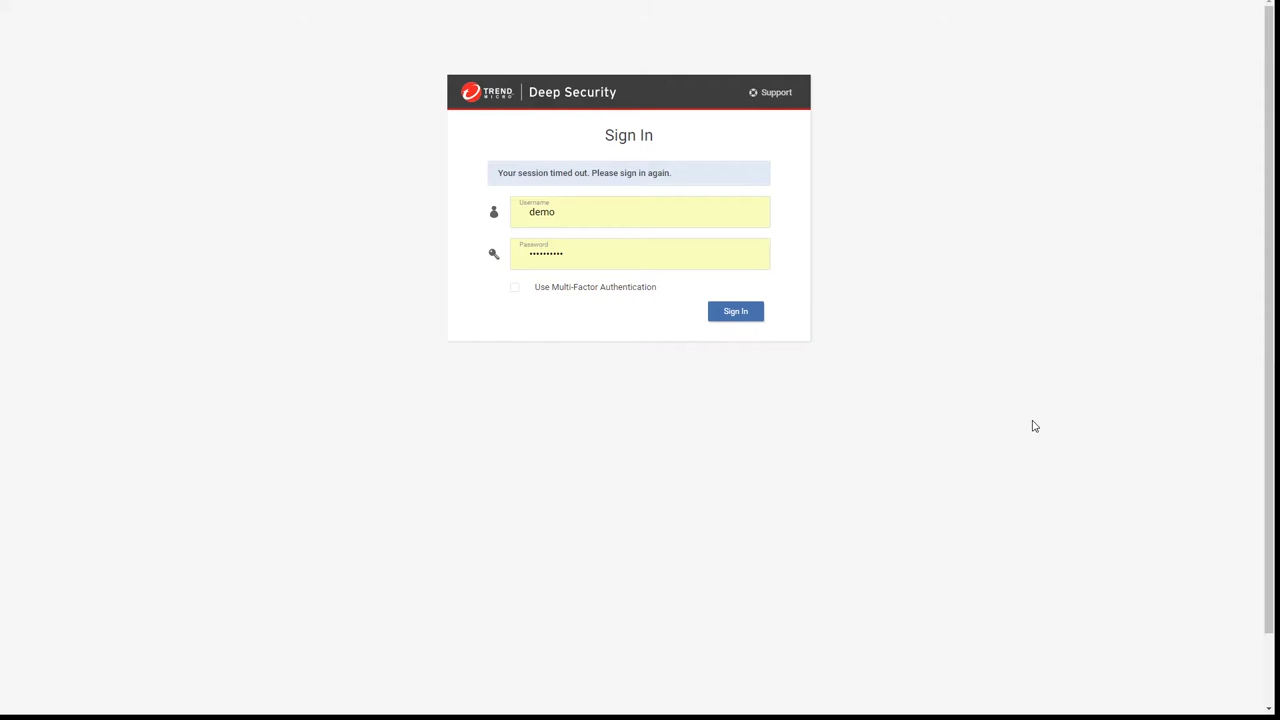 TREND MICRO | Deep Security Support
Sign In
Your session timed out. Please sign in again.
Username
demo
Password
••••••••••
Use Multi-Factor Authentication
Sign In